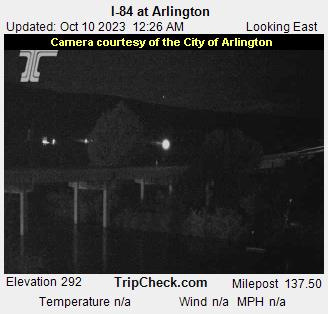 I-84 at Arlington
Updated: Oct 10 2023 12:26 AM Looking East
Camera courtesy of the City of Arlington
Elevation 292 TripCheck.com Milepost 137.50
Temperature n/a Wind n/a MPH n/a